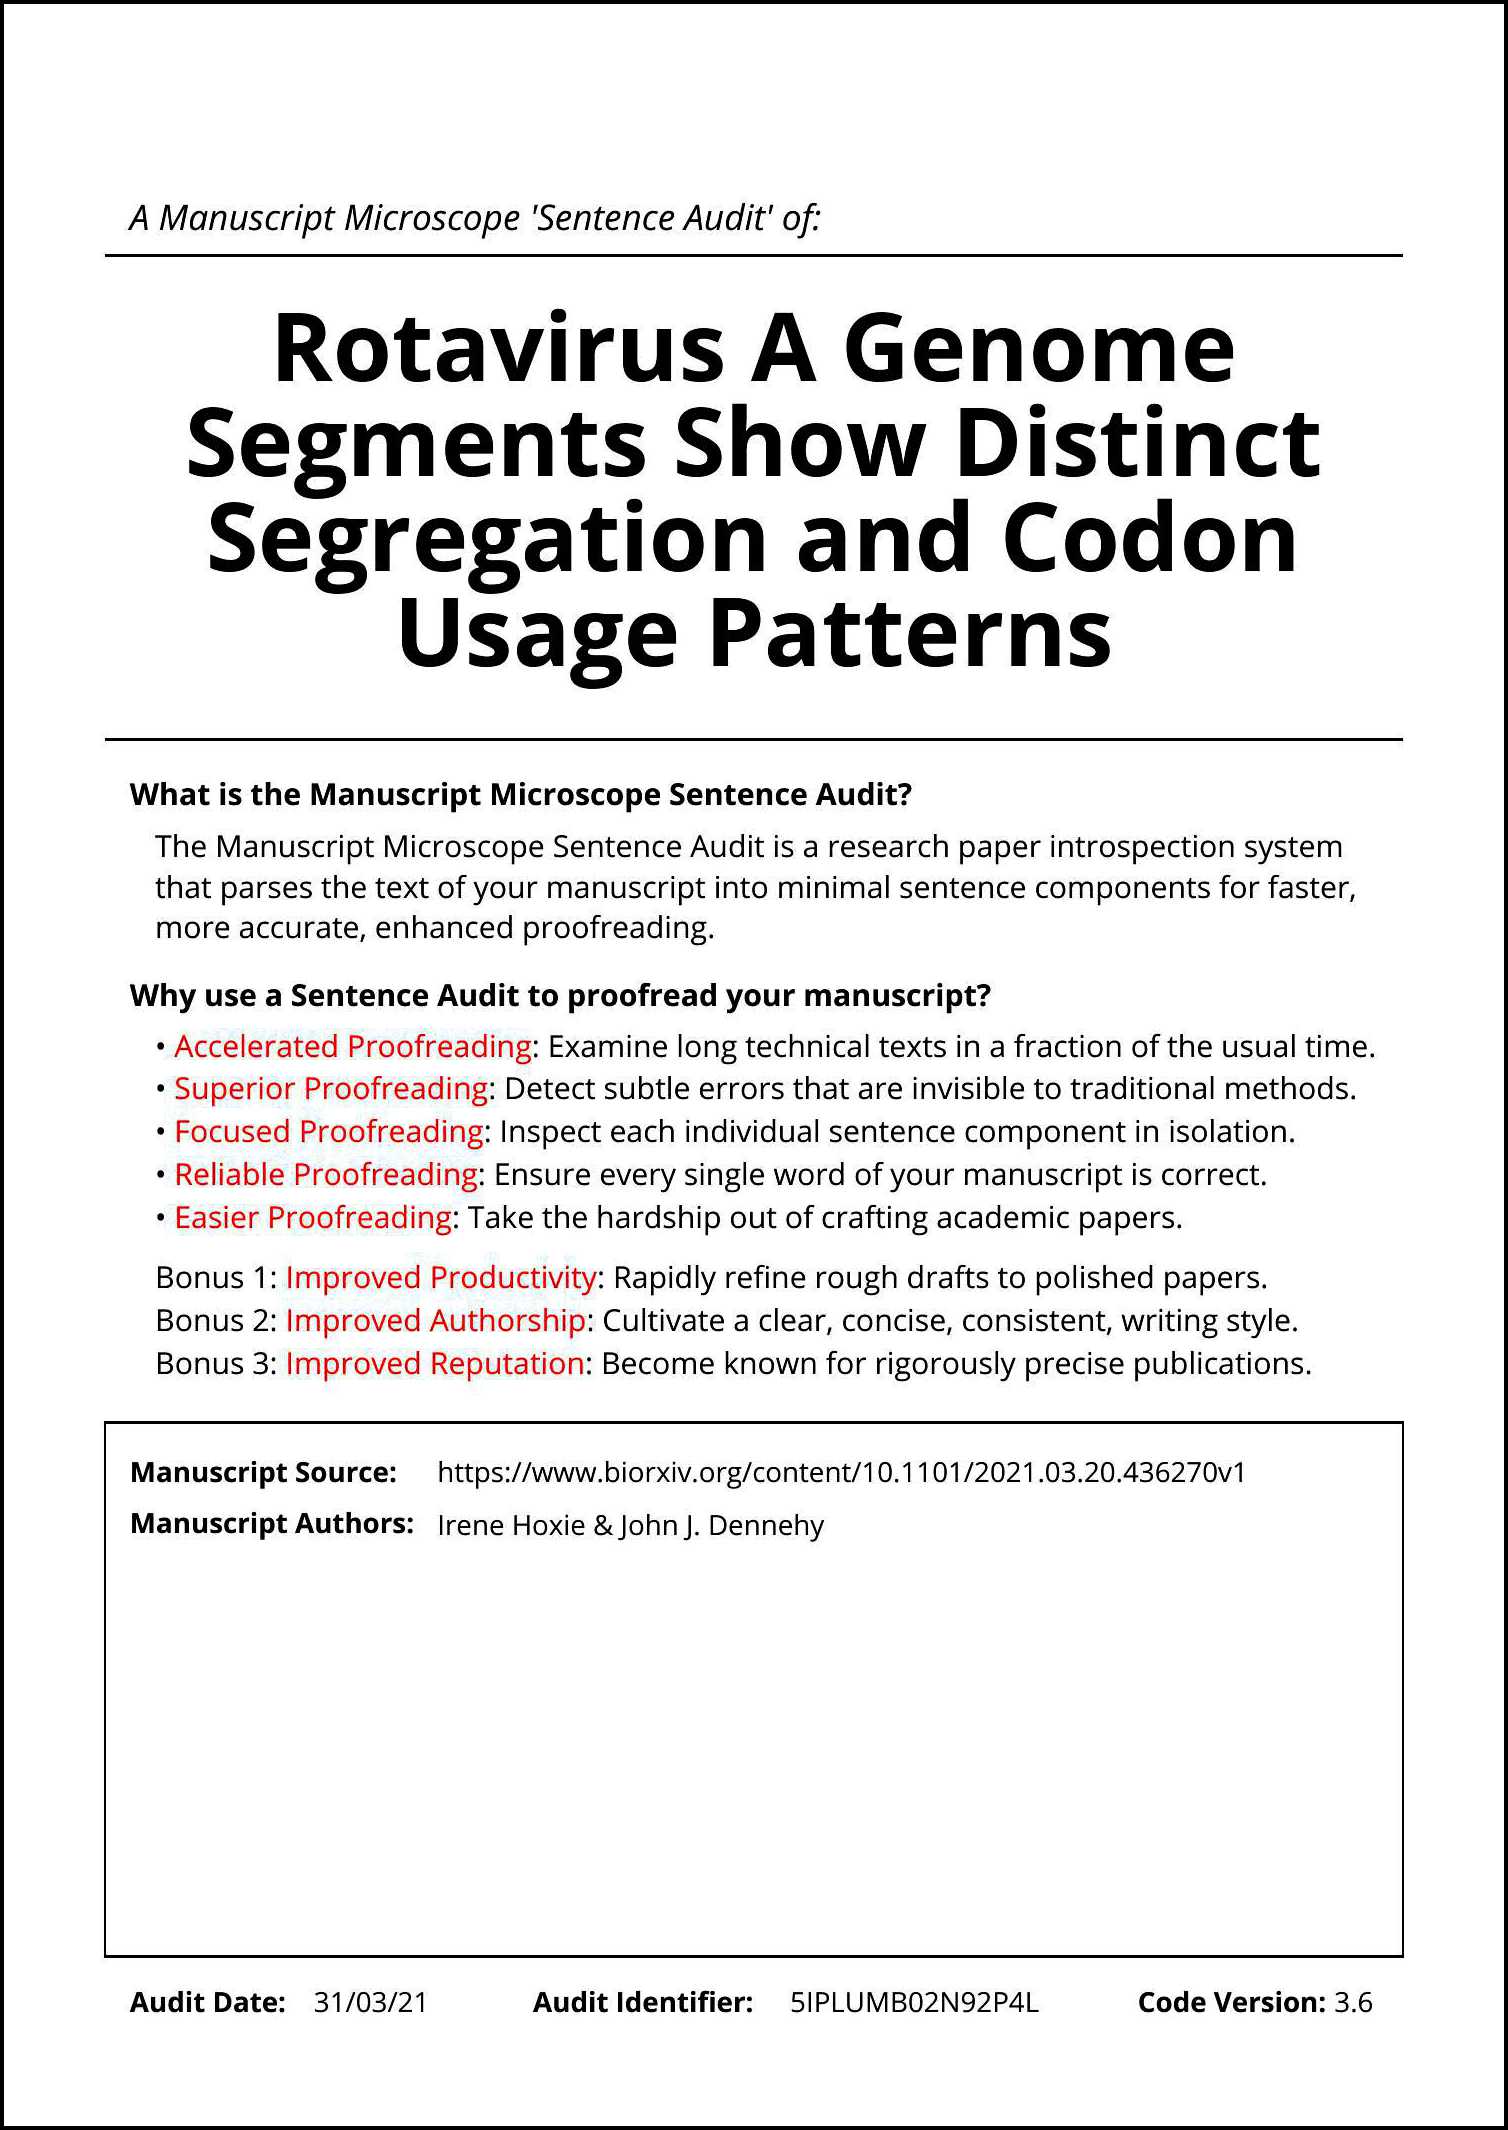 A Manuscript Microscope 'Sentence Audit' of:
Rotavirus A Genome
Segments Show Distinct
Segregation and Codon
Usage Patterns
What is the Manuscript Microscope Sentence Audit?
The Manuscript Microscope Sentence Audit is a research paper introspection system
that parses the text of your manuscript into minimal sentence components for faster,
more accurate, enhanced proofreading.
Why use a Sentence Audit to proofread your manuscript?
• Accelerated Proofreading: Examine long technical texts in a fraction of the usual time.
• Superior Proofreading: Detect subtle errors that are invisible to traditional methods.
• Focused Proofreading: Inspect each individual sentence component in isolation.
• Reliable Proofreading: Ensure every single word of your manuscript is correct.
• Easier Proofreading: Take the hardship out of crafting academic papers.
Bonus 1: Improved Productivity: Rapidly refine rough drafts to polished papers.
Bonus 2: Improved Authorship: Cultivate a clear, concise, consistent, writing style.
Bonus 3: Improved Reputation: Become known for rigorously precise publications.
Manuscript Source: https://www.biorxiv.org/content/10.1101/2021.03.20.436270v1
Manuscript Authors: Irene Hoxie & John J. Dennehy
Audit Date: 31/03/21 Audit Identifier: 5IPLUMB02N92P4L Code Version: 3.6